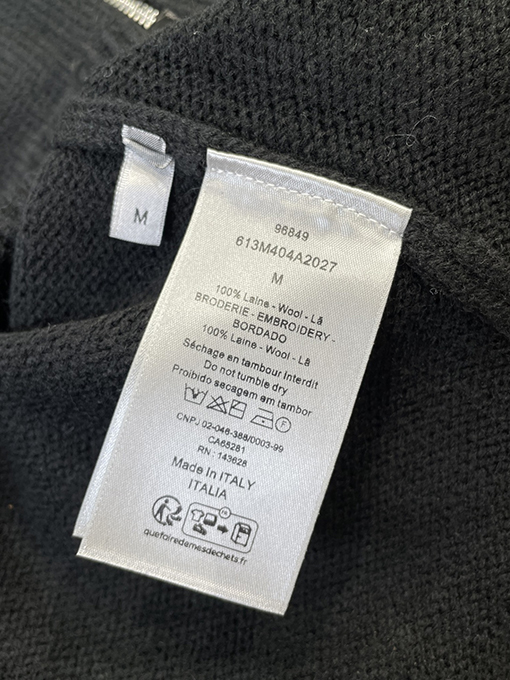 M
96849
613M404A2027
M
100% Laine - Wool - Lã
BRODERIE - EMBROIDERY -
BORDADO
100% Laine - Wool - Lã
Séchage en tambour Interdit
Do not tumble dry
Proibido secagem em tambor
F
CNPJ 02-046-388/0003-99
CA65281
RN : 143628
Made In ITALY
ITALIA
FR
quefairedemesdechets.fr